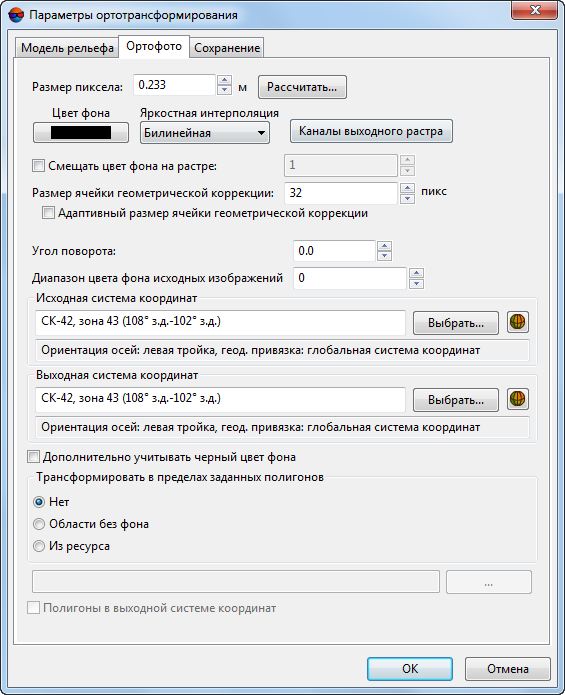 Параметры ортотрансформирования
Модель рельефа Ортофото Сохранение
Размер пиксела: 0.233 м Рассчитать...
Цвет фона Яркостная интерполяция
Билинейная Каналы выходного растра
Смещать цвет фона на растре: 1
Размер ячейки геометрической коррекции: 32 пикс
Адаптивный размер ячейки геометрической коррекции
Угол поворота: 0.0
Диапазон цвета фона исходных изображений 0
Исходная система координат
СК-42, зона 43 (108° з.д.-102° з.д.) Выбрать...
Ориентация осей: левая тройка, геод. привязка: глобальная система координат
Выходная система координат
СК-42, зона 43 (108° з.д.-102° з.д.) Выбрать...
Ориентация осей: левая тройка, геод. привязка: глобальная система координат
Дополнительно учитывать черный цвет фона
Трансформировать в пределах заданных полигонов
Нет
Области без фона
Из ресурса
...
Полигоны в выходной системе координат
OK Отмена